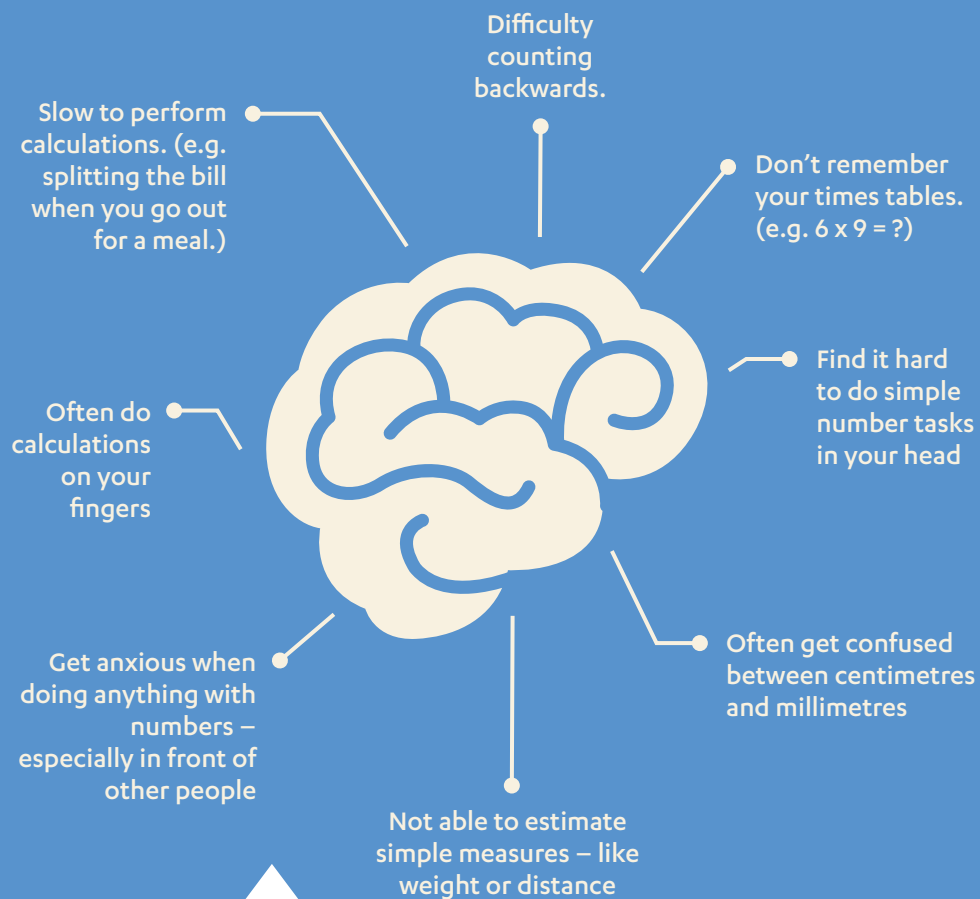 Difficulty
counting
backwards.
Slow to perform
calculations. (e.g.
splitting the bill
when you go out
for a meal.)
Don’t remember
your times tables.
(e.g. 6 x 9 = ?)
Find it hard
to do simple
number tasks
in your head
Often do
calculations
on your
fingers
Often get confused
between centimetres
and millimetres
Get anxious when
doing anything with
numbers –
especially in front of
other people
Not able to estimate
simple measures – like
weight or distance